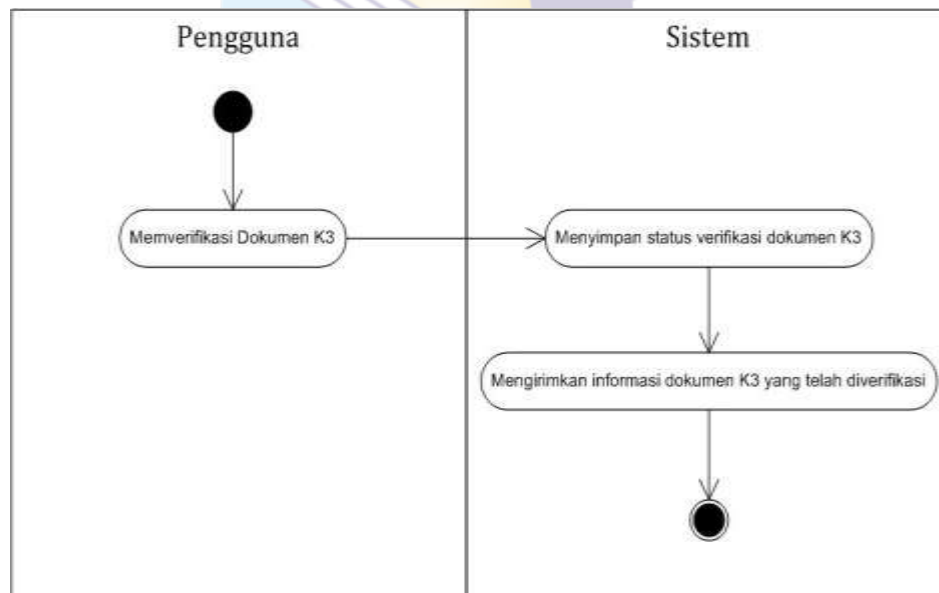 Pengguna
Sistem
Memverifikasi Dokumen K3
Menyimpan status verifikasi dokumen K3
Mengirimkan informasi dokumen K3 yang telah diverifikasi